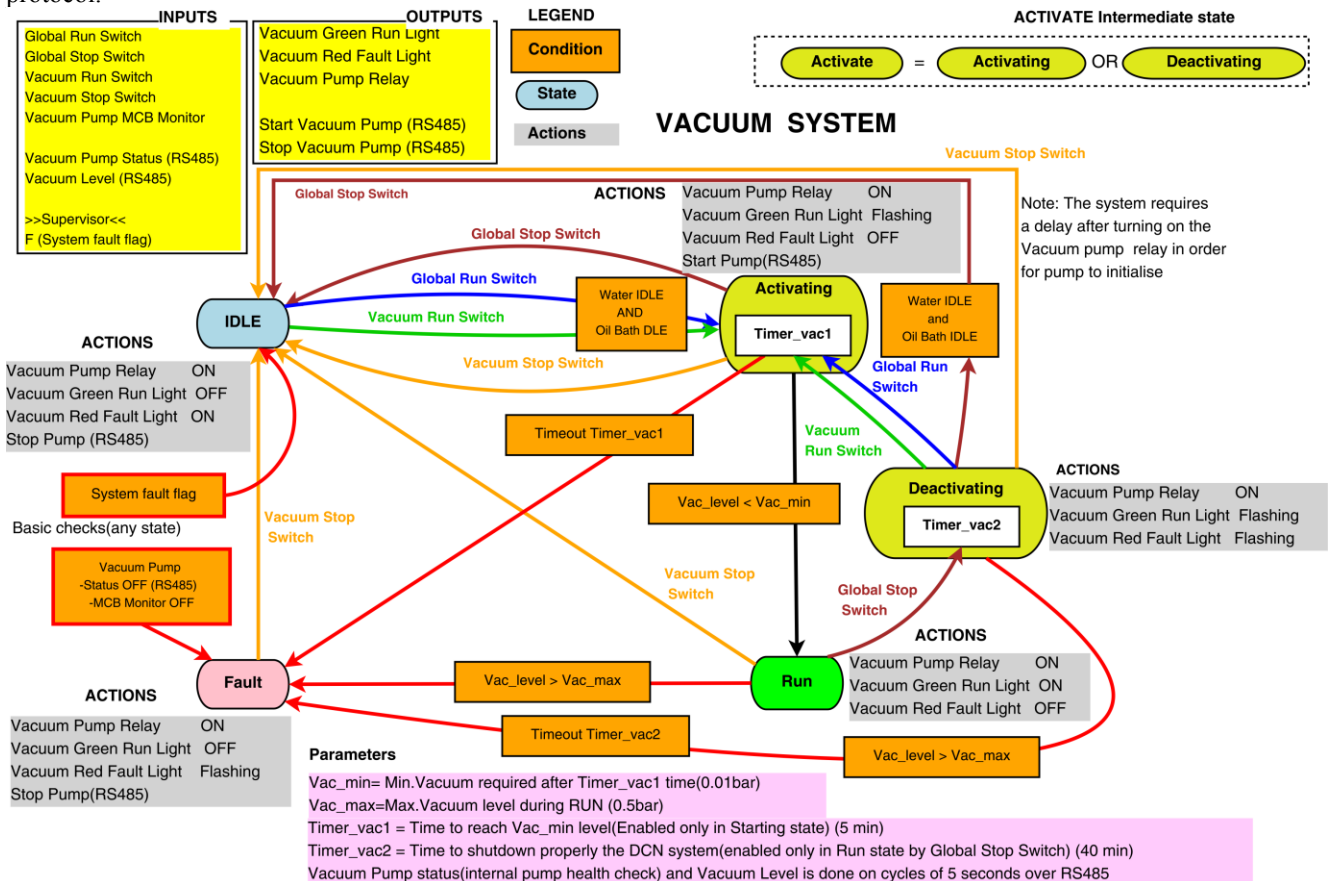 protocol.
INPUTS
Global Run Switch
Global Stop Switch
Vacuum Run Switch
Vacuum Stop Switch
Vacuum Pump MCB Monitor
Vacuum Pump Status (RS485)
Vacuum Level (RS485)
>>Supervisor<<
F (System fault flag)
OUTPUTS
Vacuum Green Run Light
Vacuum Red Fault Light
Vacuum Pump Relay
Start Vacuum Pump (RS485)
Stop Vacuum Pump (RS485)
LEGEND
Condition
State
Actions
ACTIVATE Intermediate state
Activate = Activating OR Deactivating
VACUUM SYSTEM
Vacuum Stop Switch
Global Stop Switch
ACTIONS
Vacuum Pump Relay ON
Vacuum Green Run Light Flashing
Vacuum Red Fault Light OFF
Start Pump(RS485)
Note: The system requires
a delay after turning on the
Vacuum pump relay in order
for pump to initialise
Global Stop Switch
Global Run Switch
Vacuum Run Switch
Vacuum Stop Switch
Water IDLE
AND
Oil Bath DLE
Activating
Timer_vac1
Water IDLE
and
Oil Bath IDLE
IDLE
ACTIONS
Vacuum Pump Relay ON
Vacuum Green Run Light OFF
Vacuum Red Fault Light ON
Stop Pump (RS485)
Global Run
Switch
Vacuum
Run Switch
Timeout Timer_vac1
System fault flag
Basic checks(any state)
Vacuum Pump
-Status OFF (RS485)
-MCB Monitor OFF
Vacuum Stop
Switch
Vac_level < Vac_min
Deactivating
Timer_vac2
ACTIONS
Vacuum Pump Relay ON
Vacuum Green Run Light Flashing
Vacuum Red Fault Light Flashing
Vacuum Stop
Switch
Global Stop
Switch
Fault
ACTIONS
Vacuum Pump Relay ON
Vacuum Green Run Light OFF
Vacuum Red Fault Light Flashing
Stop Pump(RS485)
Vac_level > Vac_max
Run
ACTIONS
Vacuum Pump Relay ON
Vacuum Green Run Light ON
Vacuum Red Fault Light OFF
Timeout Timer_vac2
Vac_level > Vac_max
Parameters
Vac_min= Min.Vacuum required after Timer_vac1 time(0.01bar)
Vac_max=Max.Vacuum level during RUN (0.5bar)
Timer_vac1 = Time to reach Vac_min level(Enabled only in Starting state) (5 min)
Timer_vac2 = Time to shutdown properly the DCN system(enabled only in Run state by Global Stop Switch) (40 min)
Vacuum Pump status(internal pump health check) and Vacuum Level is done on cycles of 5 seconds over RS485